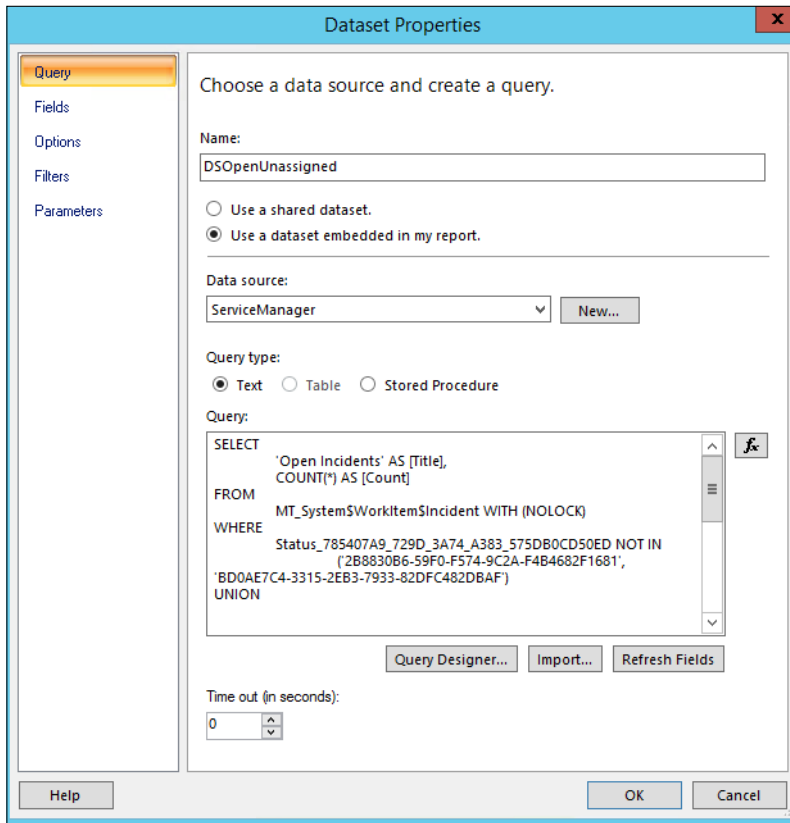 Dataset Properties
x
Query
Fields
Options
Filters
Parameters
Choose a data source and create a query.
Name:
DSOpenUnassigned
Use a shared dataset.
Use a dataset embedded in my report.
Data source:
ServiceManager
New...
Query type:
Text
Table
Stored Procedure
Query:
SELECT
'Open Incidents' AS [Title],
COUNT(*) AS [Count]
FROM
MT_System$WorkItem$Incident WITH (NOLOCK)
WHERE
Status_785407A9_729D_3A74_A383_575DB0CD50ED NOT IN
('2B8830B6-59F0-F574-9C2A-F4B4682F1681',
'BD0AE7C4-3315-2EB3-7933-82DFC482DBAF')
UNION
fx
Query Designer...
Import...
Refresh Fields
Time out (in seconds):
0
Help
OK
Cancel